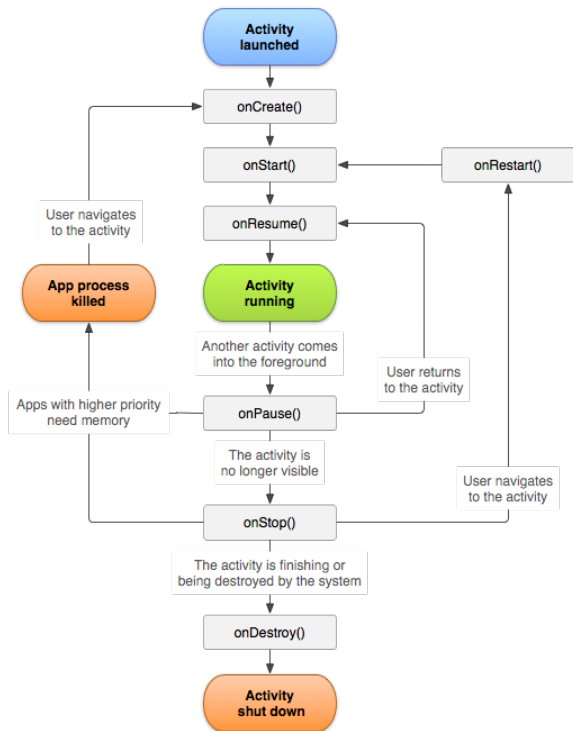 Activity
launched
onCreate()
onStart()
onRestart()
User navigates
to the activity
onResume()
App process
killed
Activity
running
Another activity comes
into the foreground
User returns
to the activity
Apps with higher priority
need memory
onPause()
The activity is
no longer visible
User navigates
to the activity
onStop()
The activity is finishing or
being destroyed by the system
onDestroy()
Activity
shut down